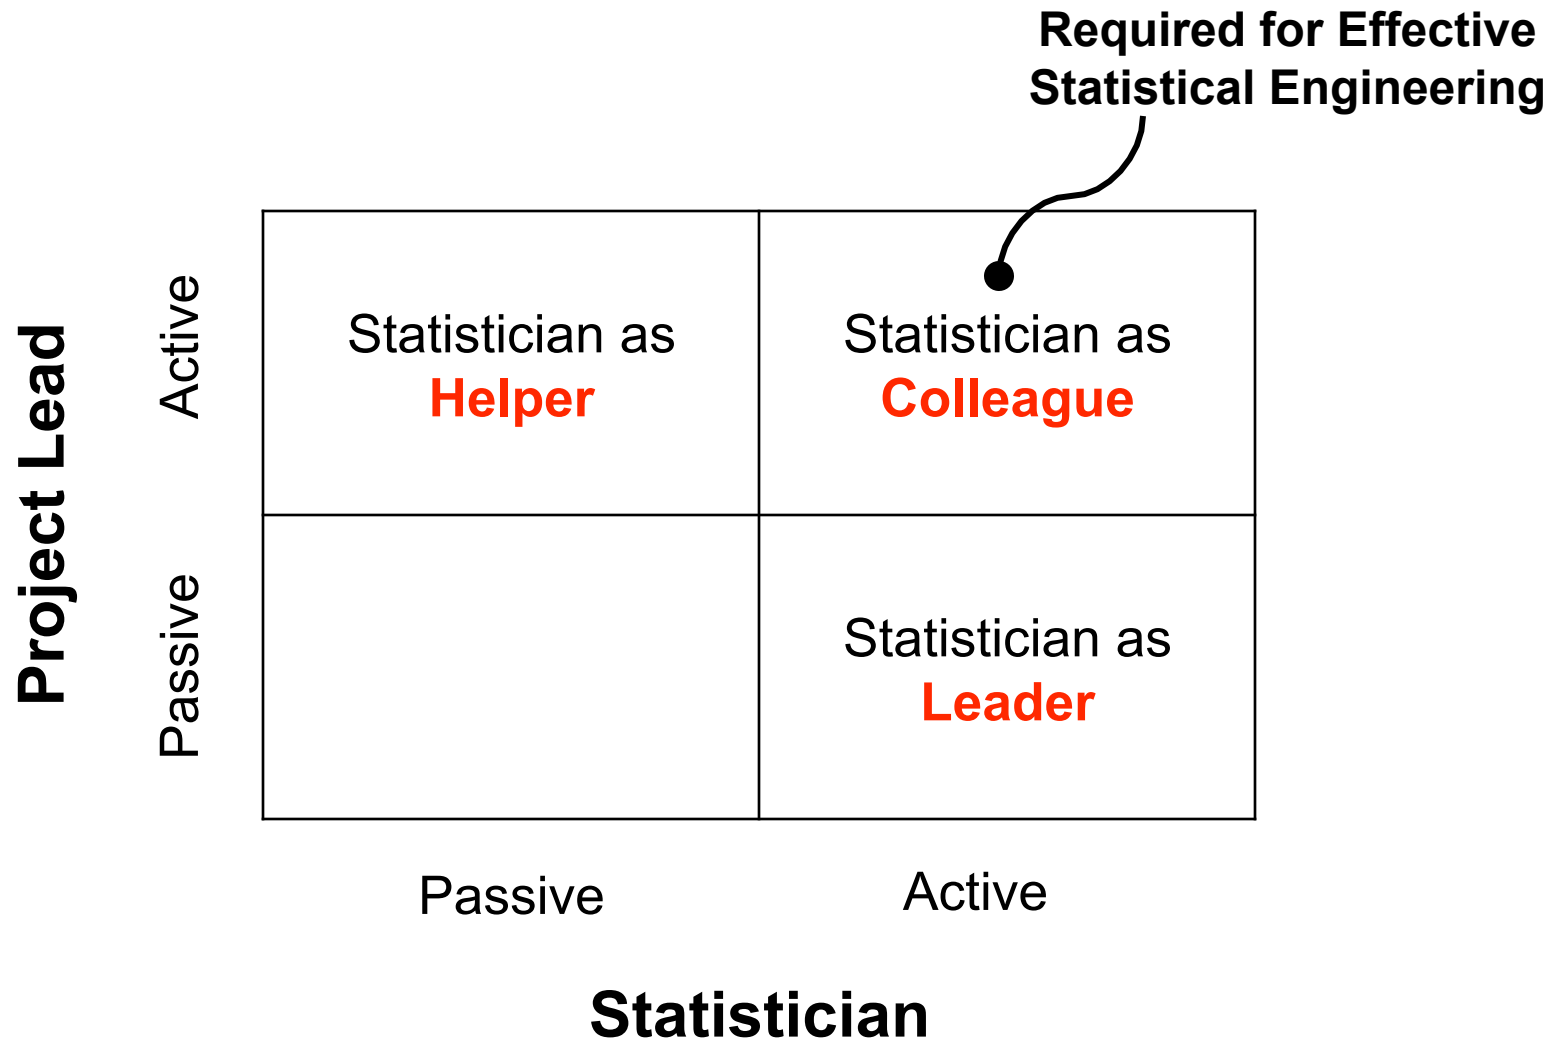 Required for Effective
Statistical Engineering
Project Lead
Active
Statistician as
Helper
Statistician as
Colleague
Passive
Statistician as
Leader
Passive
Active
Statistician